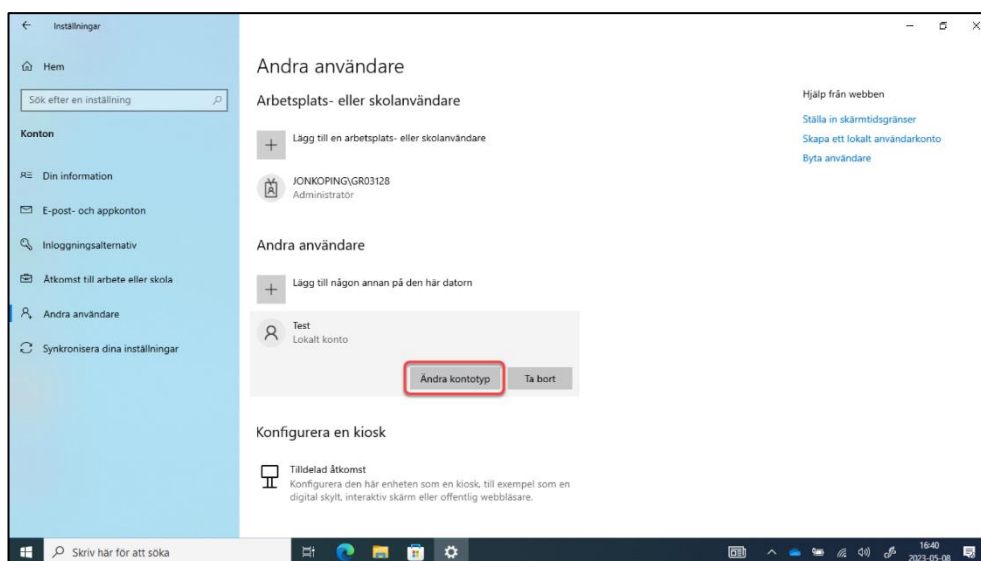 Inställningar
Hem
Sök efter en inställning
Konton
Din information
E-post- och appkonton
Inloggningsalternativ
Åtkomst till arbete eller skola
Andra användare
Synkronisera dina inställningar
Andra användare
Arbetsplats- eller skolanvändare
Lägg till en arbetsplats- eller skolanvändare
JONKOPING\GR03128
Administratör
Andra användare
Lägg till någon annan på den här datorn
Test
Lokalt konto
Ändra kontotyp
Ta bort
Konfigurera en kiosk
Tilldelad åtkomst
Konfigurera den här enheten som en kiosk, till exempel som en
digital skylt, interaktiv skärm eller offentlig webbläsare.
Hjälp från webben
Ställa in skärmtidsgränser
Skapa ett lokalt användarkonto
Byta användare
Skriv här för att söka
16:40
2023-05-08